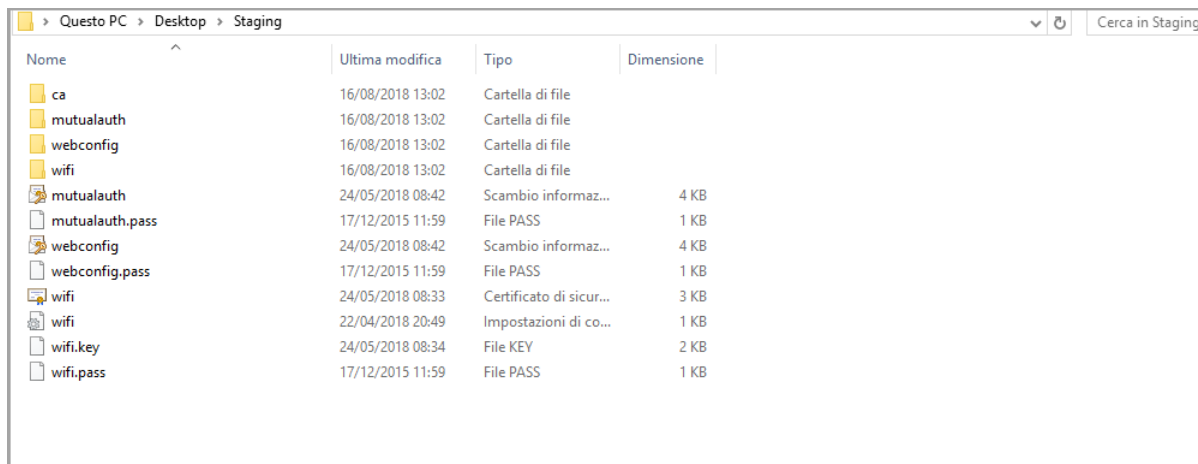 Questo PC > Desktop > Staging Cerca in Staging
Nome Ultima modifica Tipo Dimensione
ca 16/08/2018 13:02 Cartella di file
mutualauth 16/08/2018 13:02 Cartella di file
webconfig 16/08/2018 13:02 Cartella di file
wifi 16/08/2018 13:02 Cartella di file
mutualauth 24/05/2018 08:42 Scambio informaz... 4 KB
mutualauth.pass 17/12/2015 11:59 File PASS 1 KB
webconfig 24/05/2018 08:42 Scambio informaz... 4 KB
webconfig.pass 17/12/2015 11:59 File PASS 1 KB
wifi 24/05/2018 08:33 Certificato di sicur... 3 KB
wifi 22/04/2018 20:49 Impostazioni di co... 1 KB
wifi.key 24/05/2018 08:34 File KEY 2 KB
wifi.pass 17/12/2015 11:59 File PASS 1 KB